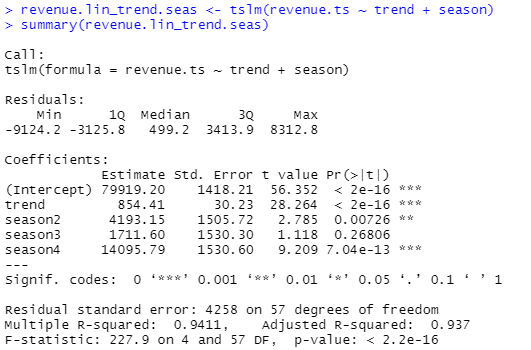 > revenue.lin_trend.seas <- tslm(revenue.ts ~ trend + season)
> summary(revenue.lin_trend.seas)

Call:
tslm(formula = revenue.ts ~ trend + season)

Residuals:
    Min      1Q  Median      3Q     Max
-9124.2 -3125.8   499.2  3413.9  8312.8

Coefficients:
            Estimate Std. Error t value Pr(>|t|)
(Intercept) 79919.20    1418.21  56.352  < 2e-16 ***
trend         854.41      30.23  28.264  < 2e-16 ***
season2      4193.15    1505.72   2.785  0.00726 **
season3      1711.60    1530.30   1.118  0.26806
season4     14095.79    1530.60   9.209 7.04e-13 ***
---
Signif. codes:  0 ‘***’ 0.001 ‘**’ 0.01 ‘*’ 0.05 ‘.’ 0.1 ‘ ’ 1

Residual standard error: 4258 on 57 degrees of freedom
Multiple R-squared:  0.9411,	Adjusted R-squared:  0.937
F-statistic: 227.9 on 4 and 57 DF,  p-value: < 2.2e-16